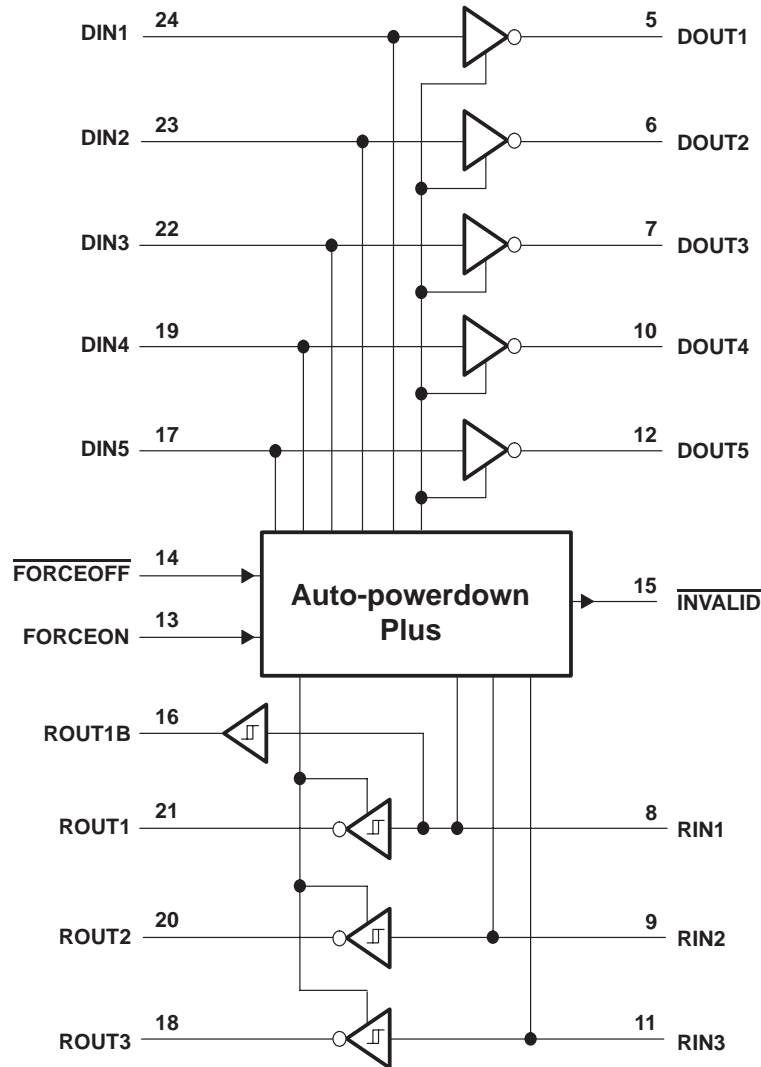 DIN1 24 5 DOUT1
DIN2 23 6 DOUT2
DIN3 22 7 DOUT3
DIN4 19 10 DOUT4
DIN5 17 12 DOUT5
FORCEOFF 14
Auto-powerdown
Plus
15 INVALID
FORCEON 13
ROUT1B 16
ROUT1 21 8 RIN1
ROUT2 20 9 RIN2
ROUT3 18 11 RIN3